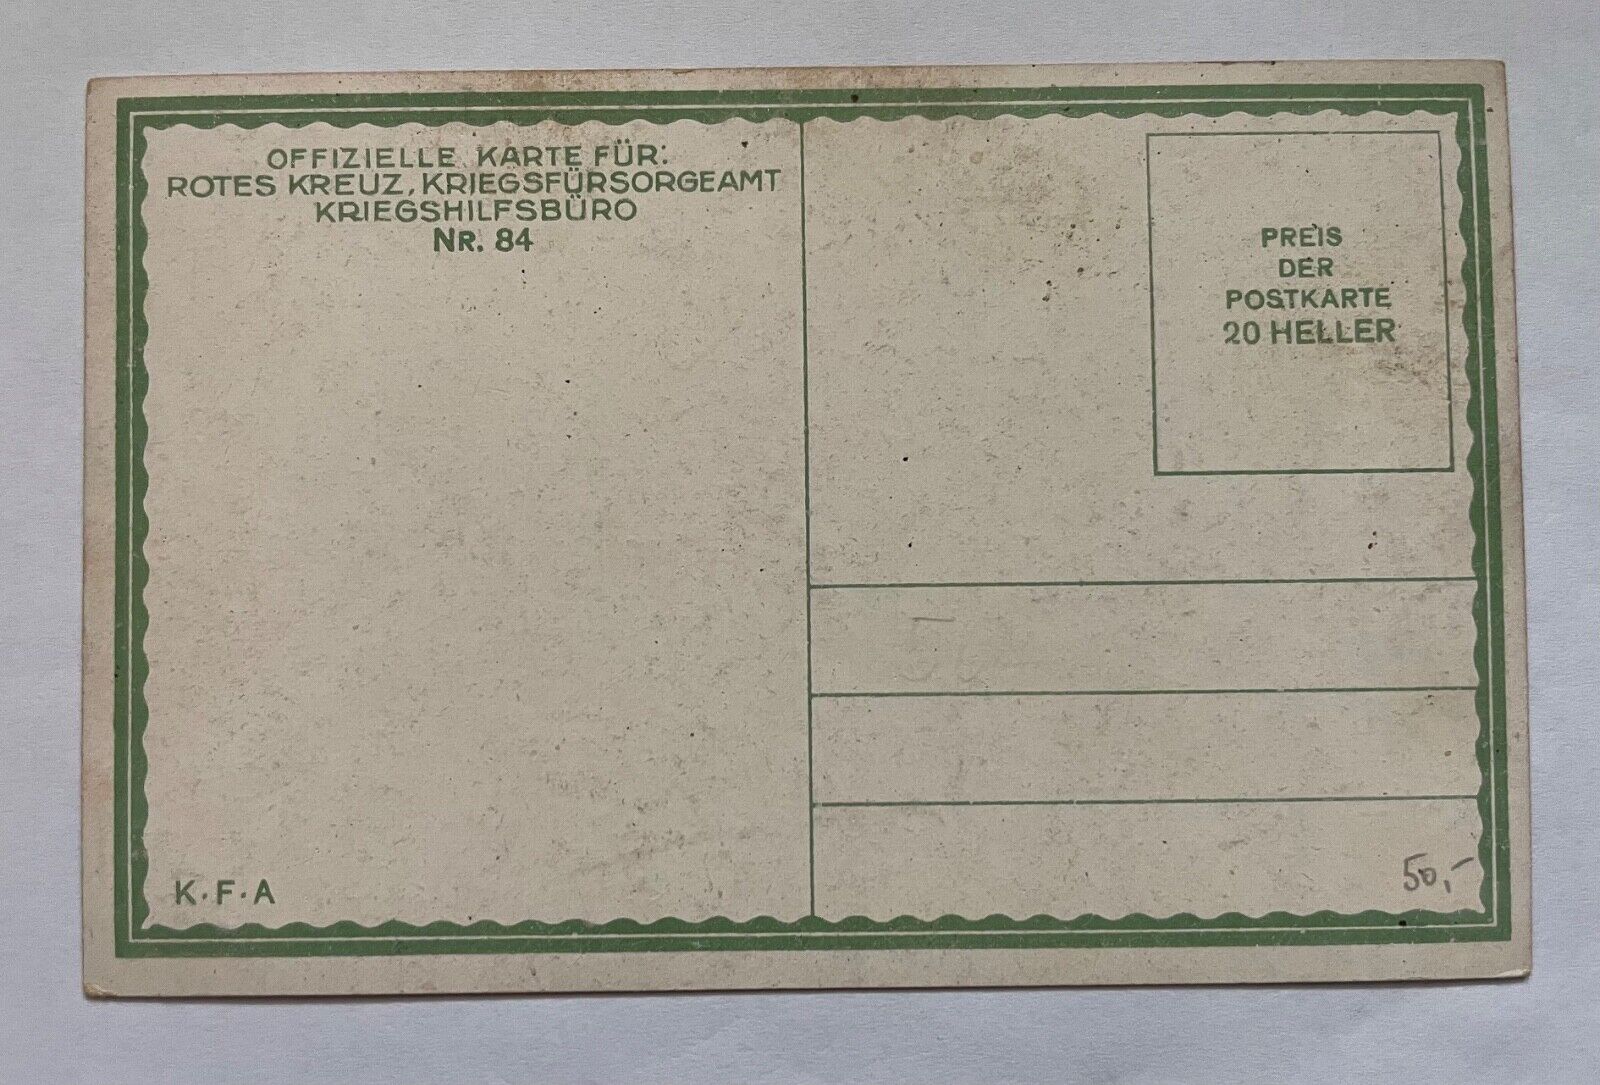 OFFIZIELLE KARTE FÜR:
ROTES KREUZ, KRIEGSFÜRSORGEAMT
KRIEGSHILFSBÜRO
NR. 84
PREIS
DER
POSTKARTE
20 HELLER
K·F·A
50,-